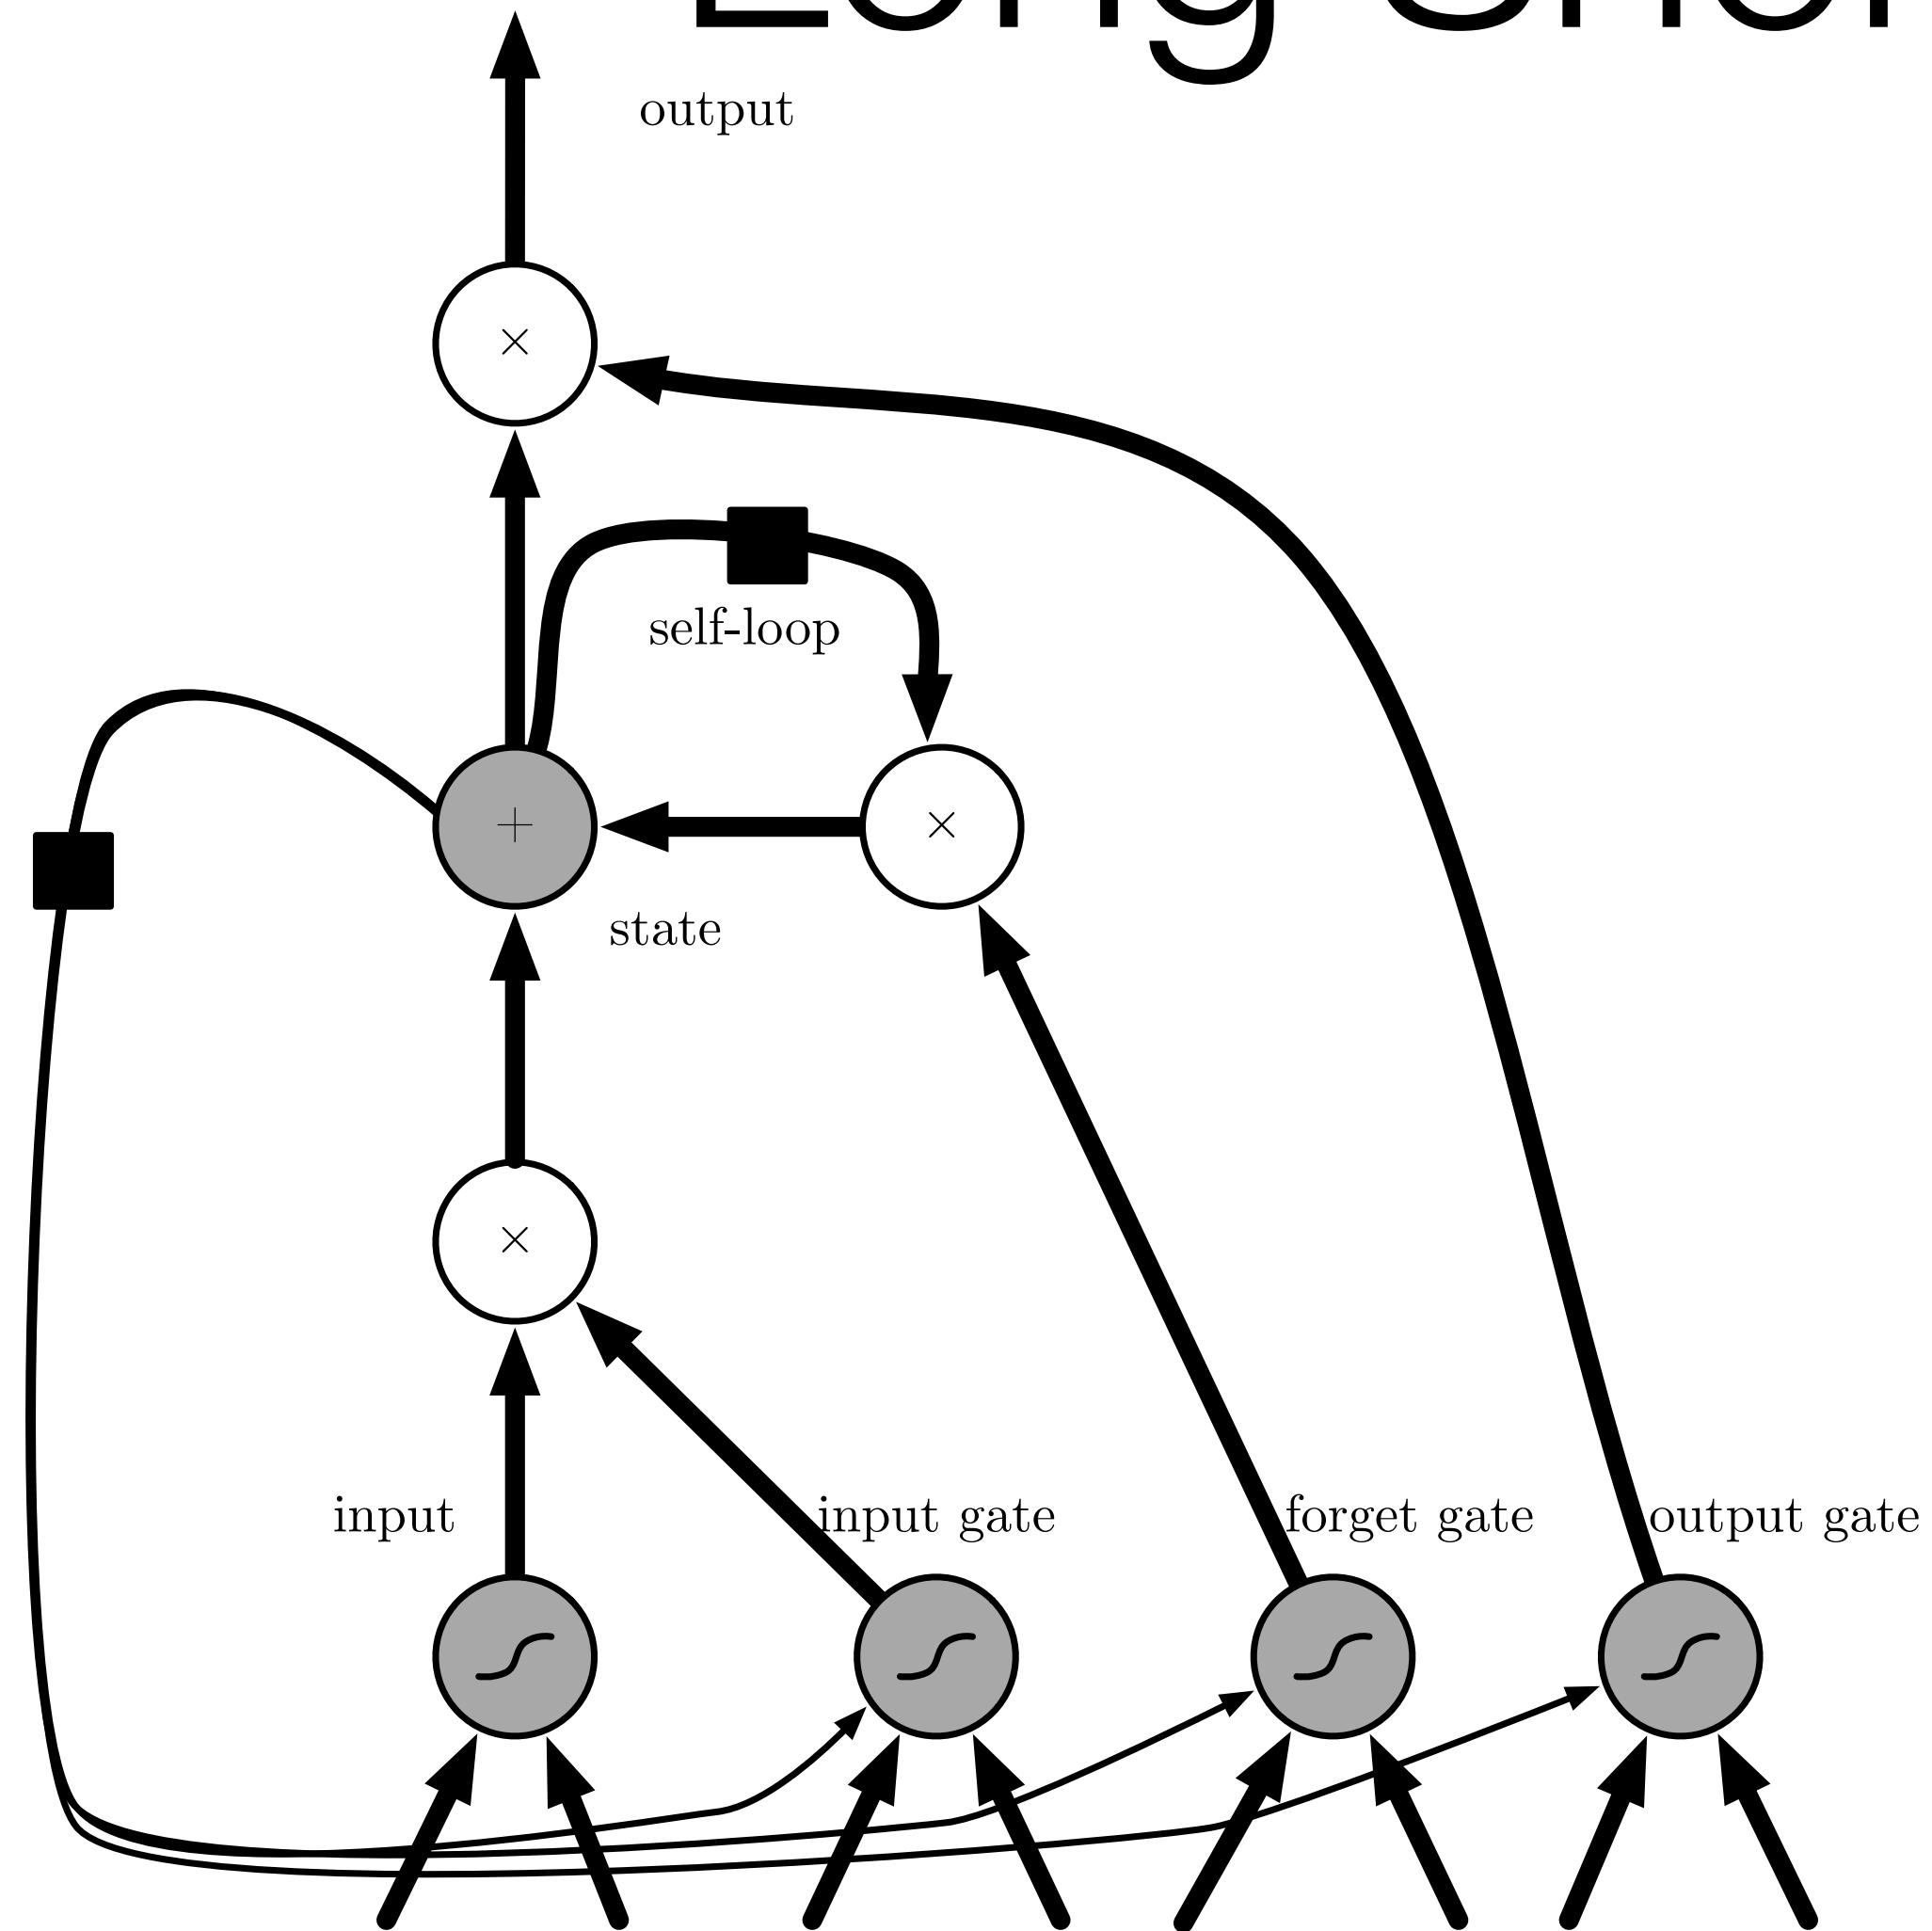 output
×
self-loop
+ ×
state
×
input
input gate
forget gate
output gate